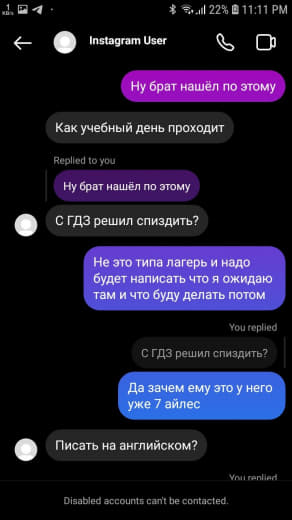 1
KB/s
22%
11:11 PM
Instagram User
Ну брат нашёл по этому
Как учебный день проходит
Replied to you
Ну брат нашёл по этому
С ГДЗ решил спиздить?
Не это типа лагерь и надо
будет написать что я ожидаю
там и что буду делать потом
You replied
С ГДЗ решил спиздить?
Да зачем ему это у него
уже 7 айлес
Писать на английском?
You replied
Disabled accounts can't be contacted.